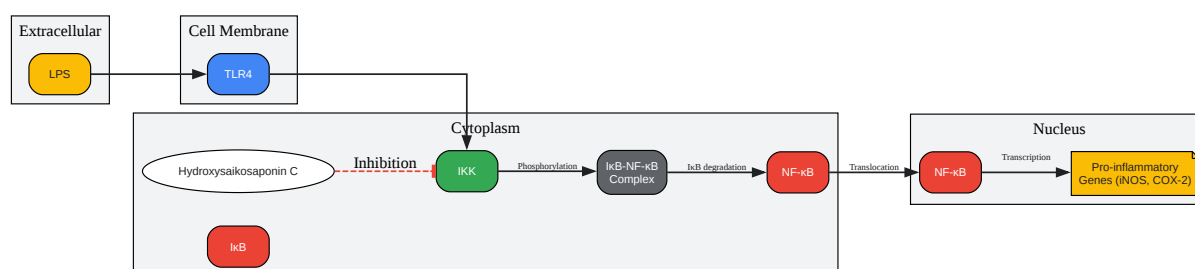 Extracellular
LPS
Cell Membrane
TLR4
Cytoplasm
Hydroxysaikosaponin C
Inhibition
IKK
Phosphorylation
IκB-NF-κB
Complex
IκB degradation
NF-κB
IκB
Translocation
Nucleus
NF-κB
Transcription
Pro-inflammatory
Genes (iNOS, COX-2)